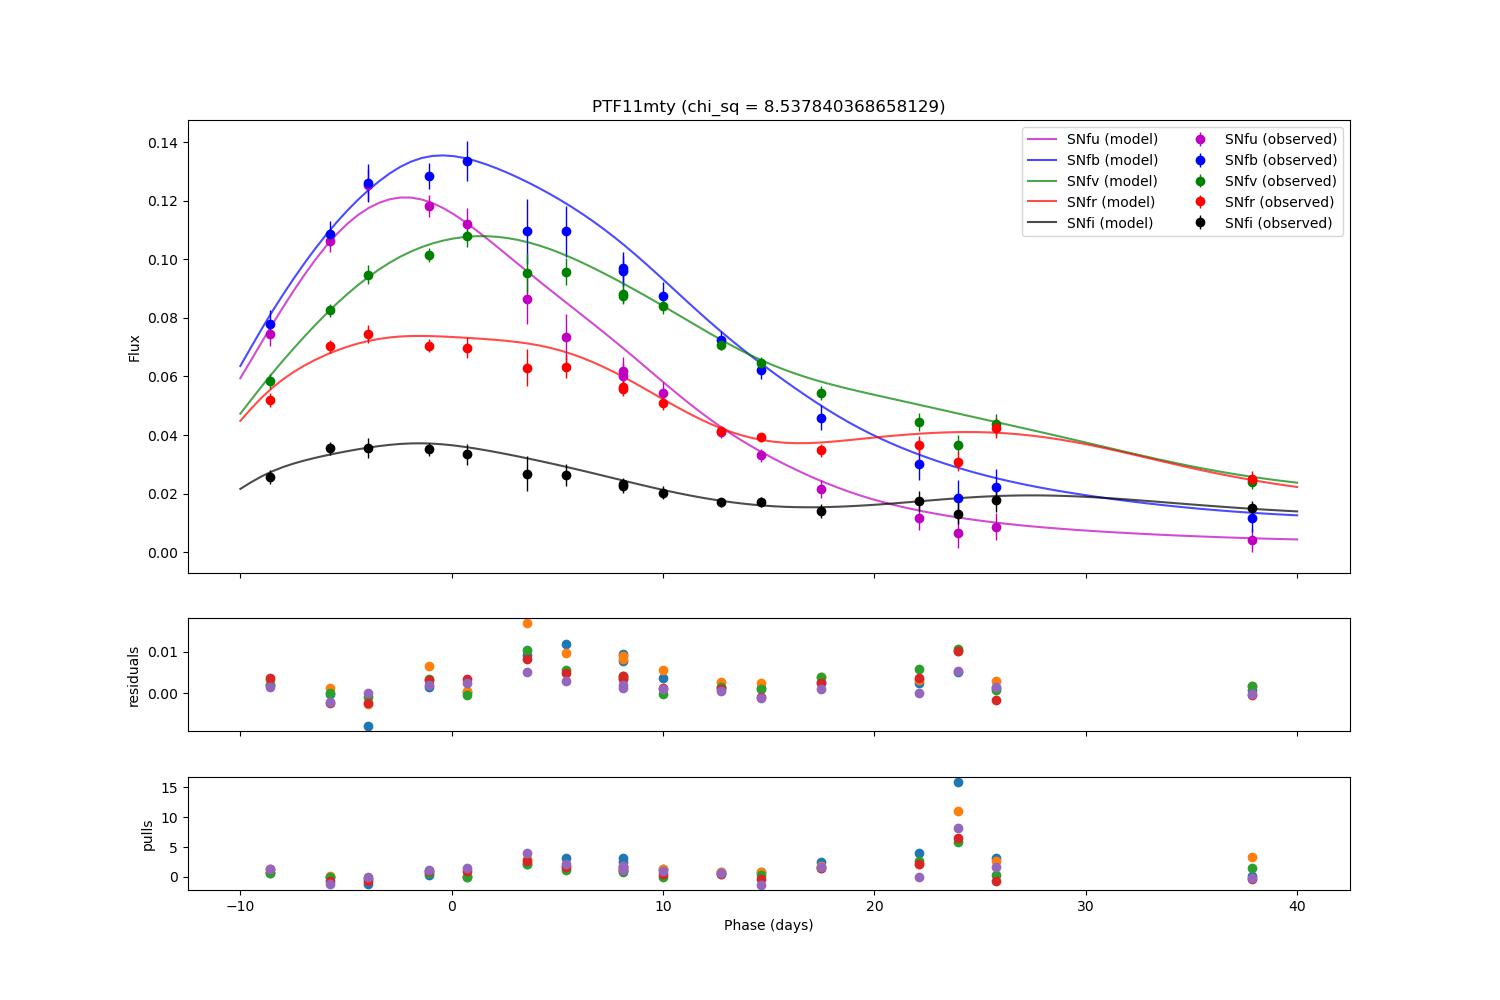 PTF11mty (chi_sq = 8.537840368658129)
0.14
0.12
0.10
0.08
0.06
0.04
0.02
0.00
Flux
SNfu (model)
SNfb (model)
SNfv (model)
SNfr (model)
SNfi (model)
SNfu (observed)
SNfb (observed)
SNfv (observed)
SNfr (observed)
SNfi (observed)
0.01
0.00
residuals
15
10
5
0
pulls
−10 0 10 20 30 40
Phase (days)